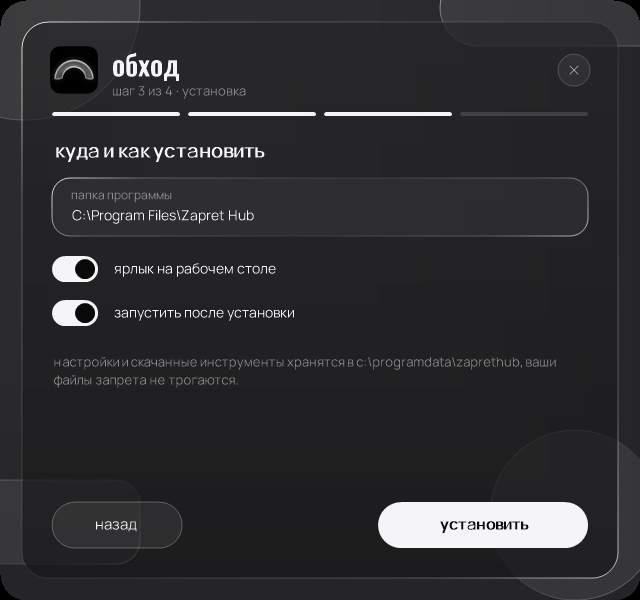 обход
шаг 3 из 4 · установка
куда и как установить
папка программы
C:\Program Files\Zapret Hub
ярлык на рабочем столе
запустить после установки
настройки и скачанные инструменты хранятся в c:\programdata\zaprethub, ваши
файлы запрета не трогаются.
назад
установить